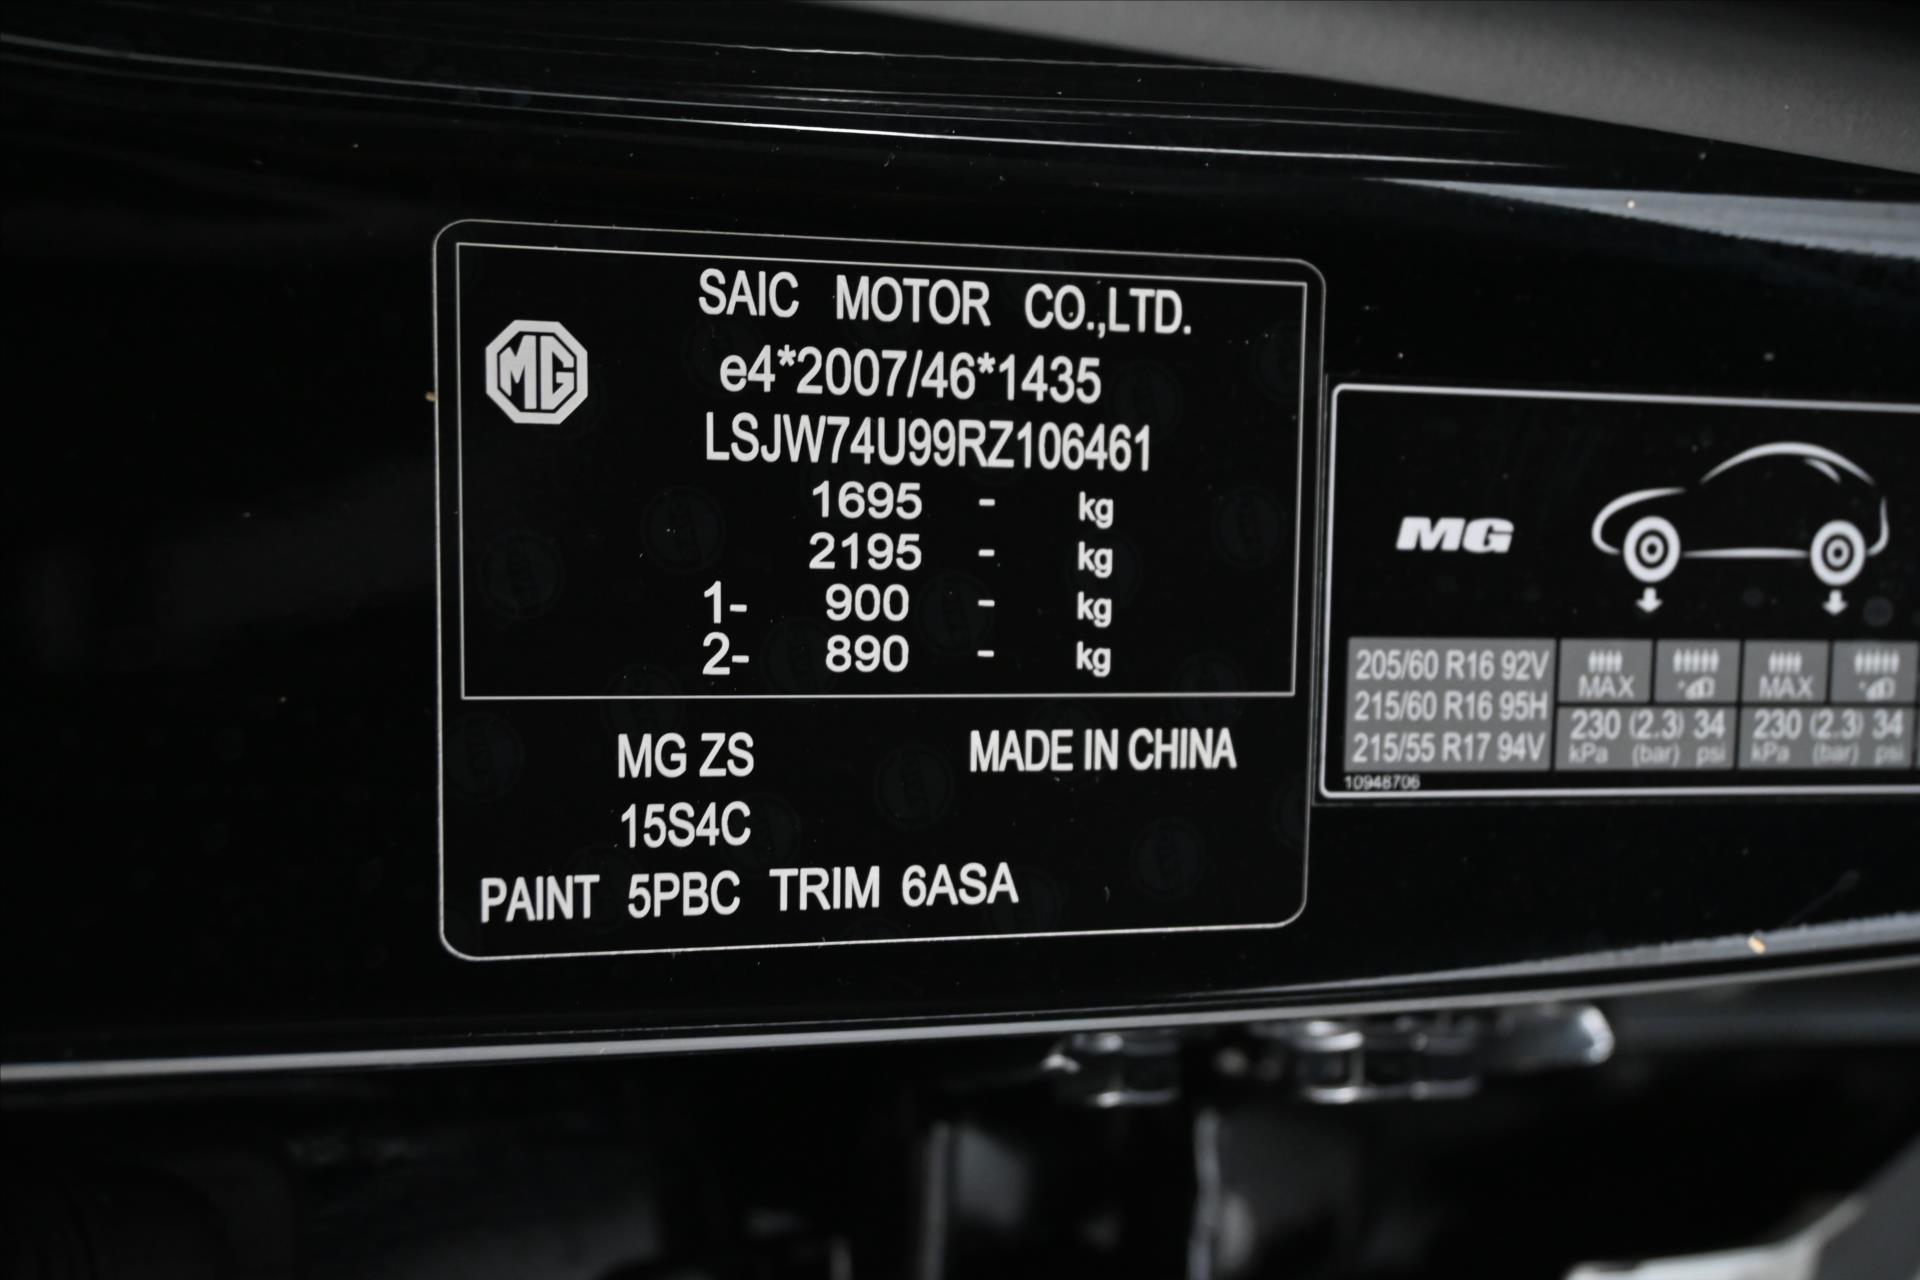 SAIC MOTOR CO.,LTD.
MG
e4*2007/46*1435
LSJW74U99RZ106461
1695 - kg
2195 - kg
1- 900 - kg
2- 890 - kg
MG ZS MADE IN CHINA
15S4C
PAINT 5PBC TRIM 6ASA
MG
205/60 R16 92V
215/60 R16 95H
215/55 R17 94V
MAX MAX
230 (2.3) 34 230 (2.3) 34
kPa (bar) psi kPa (bar) psi
10948706